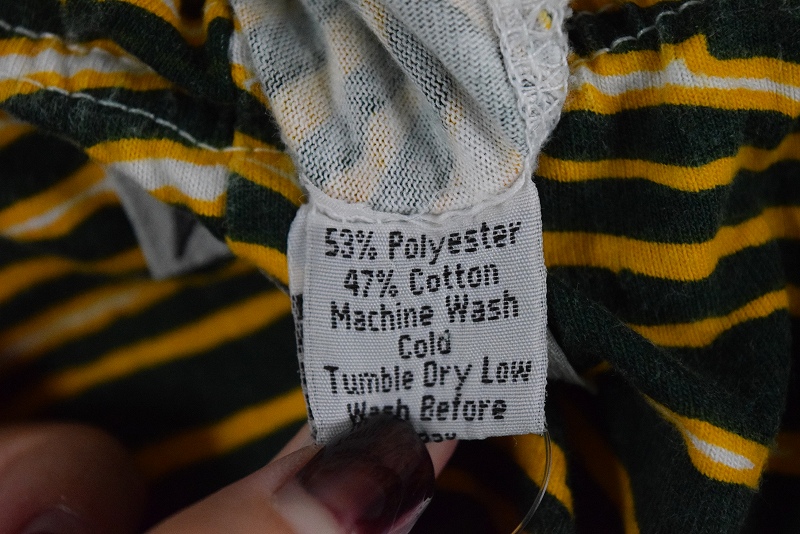 53% Polyester
47% Cotton
Machine Wash
Cold
Tumble Dry Low
Wash Before